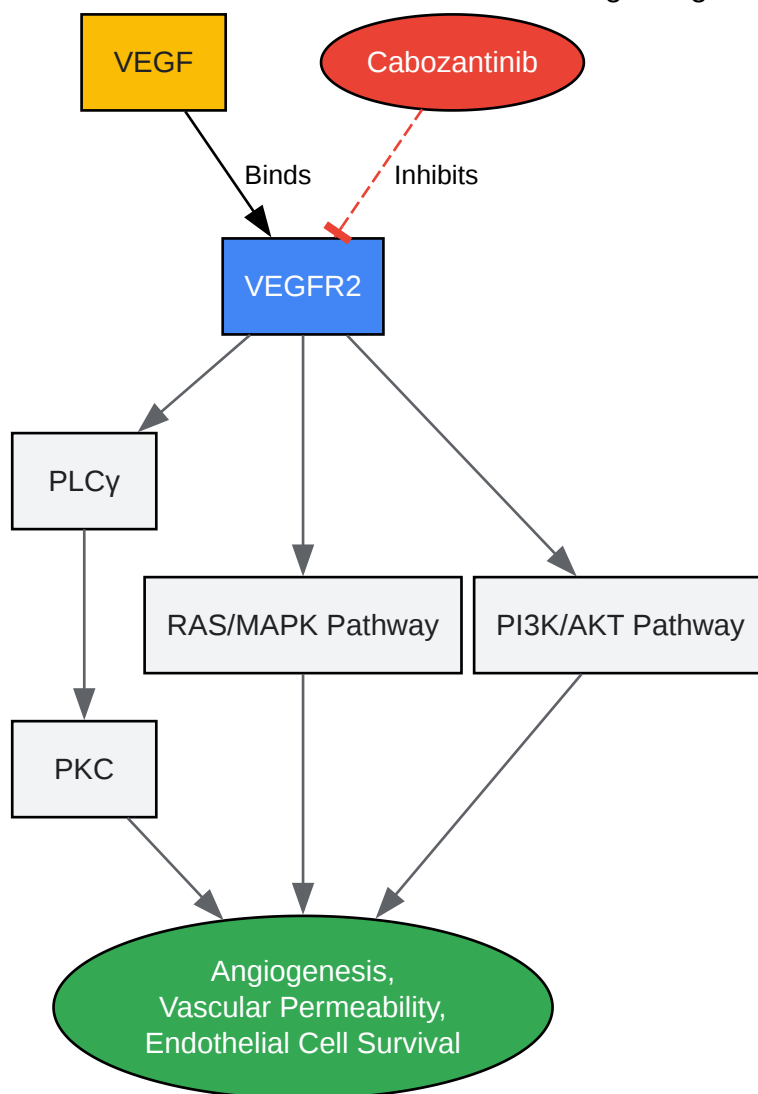 VEGF
Cabozantinib
Binds
Inhibits
VEGFR2
PLCγ
RAS/MAPK Pathway
PI3K/AKT Pathway
PKC
Angiogenesis,
Vascular Permeability,
Endothelial Cell Survival